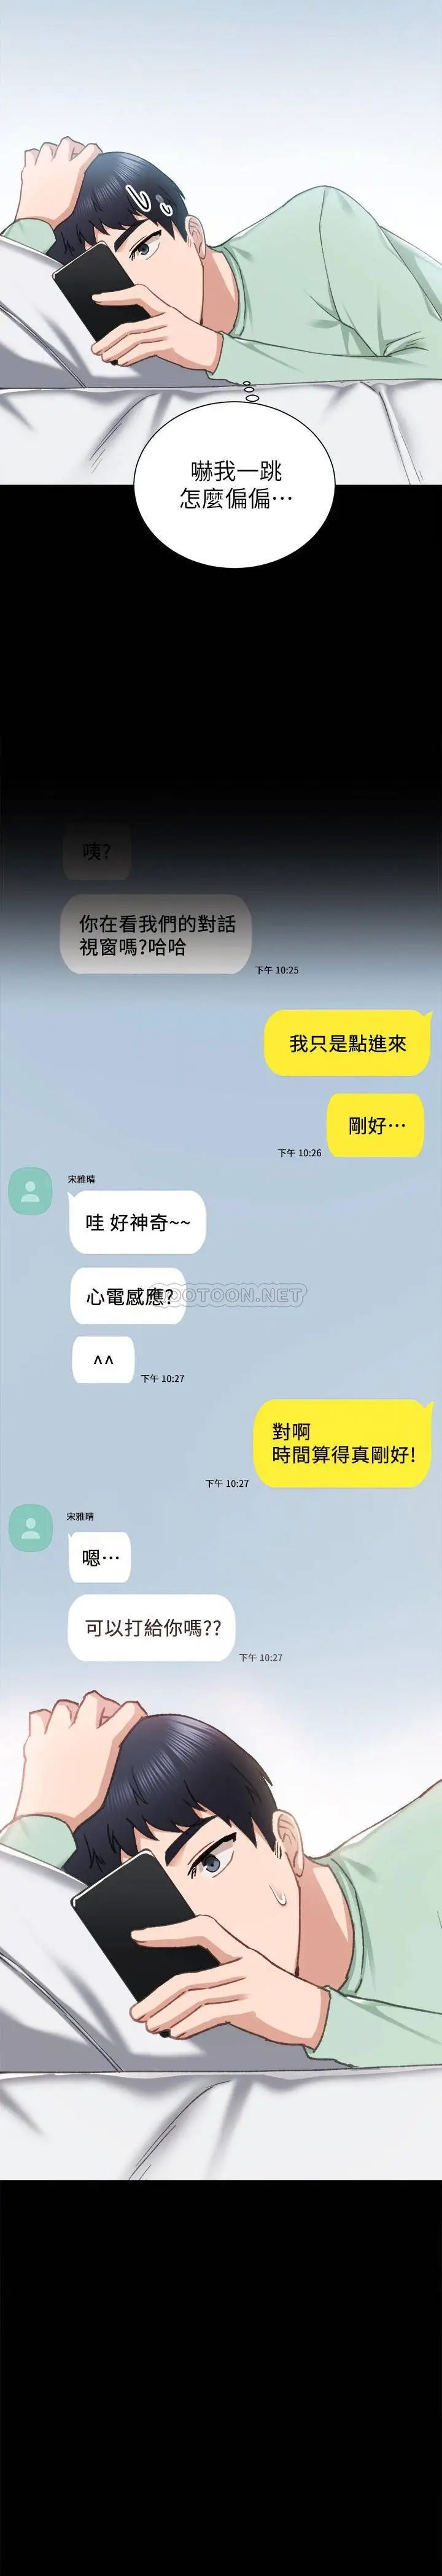 嚇我一跳
怎麼偏偏⋯
咦?
你在看我們的對話
視窗嗎?哈哈
下午 10:25
我只是點進來
剛好⋯
下午 10:26
宋雅晴
哇 好神奇~~
心電感應?
^^
下午 10:27
對啊
時間算得真剛好!
下午 10:27
宋雅晴
嗯⋯
可以打給你嗎??
下午 10:27